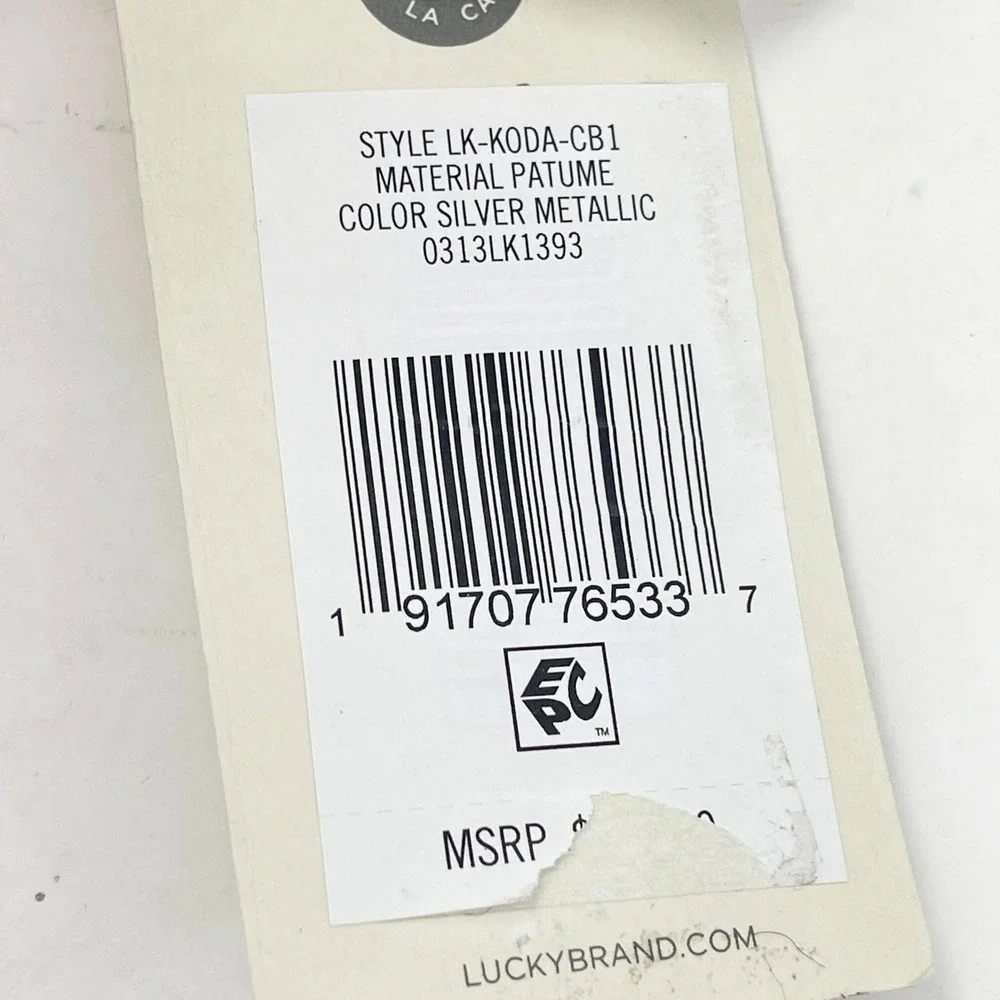 LA CA
STYLE LK-KODA-CB1
MATERIAL PATUME
COLOR SILVER METALLIC
0313LK1393
1 91707 76533 7
EPC
TM
MSRP $
LUCKYBRAND.COM